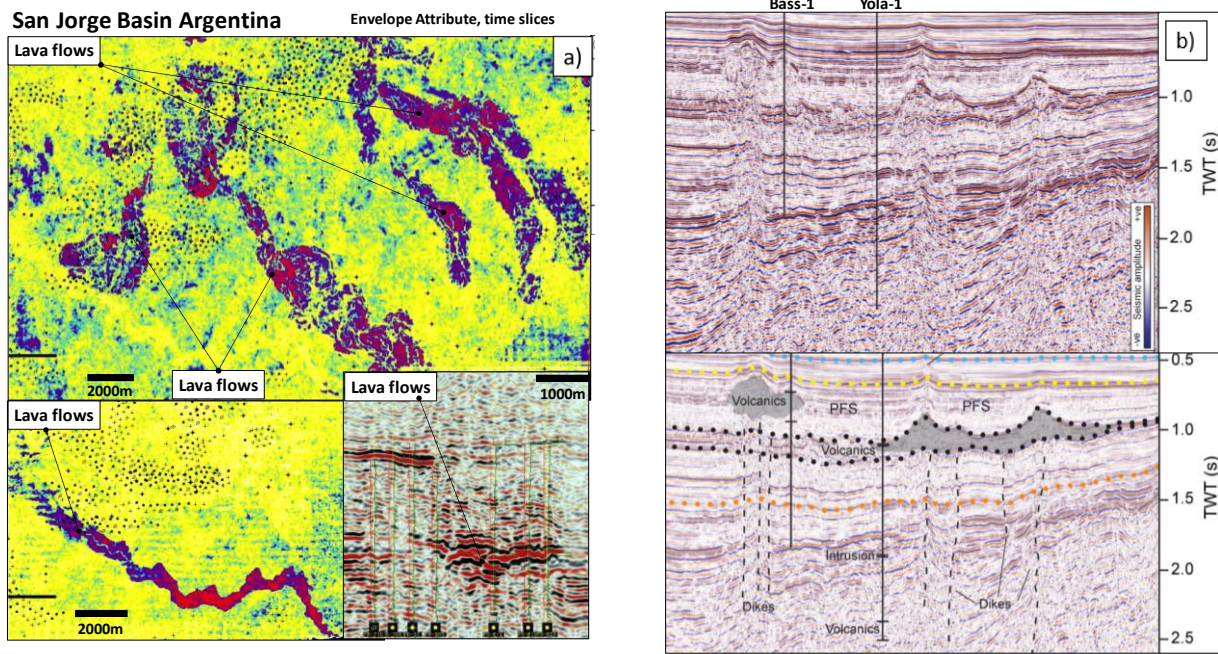 San Jorge Basin Argentina
Envelope Attribute, time slices
Lava flows
a)
2000m
Lava flows
Lava flows
2000m
Lava flows
1000m
Bass-1
Yola-1
b)
1.0
1.5
2.0
2.5
TWT (s)
-ve Seismic amplitude +ve
0.5
1.0
1.5
2.0
2.5
TWT (s)
Volcanics
PFS
PFS
Volcanics
Intrusion
Dikes
Dikes
Volcanics